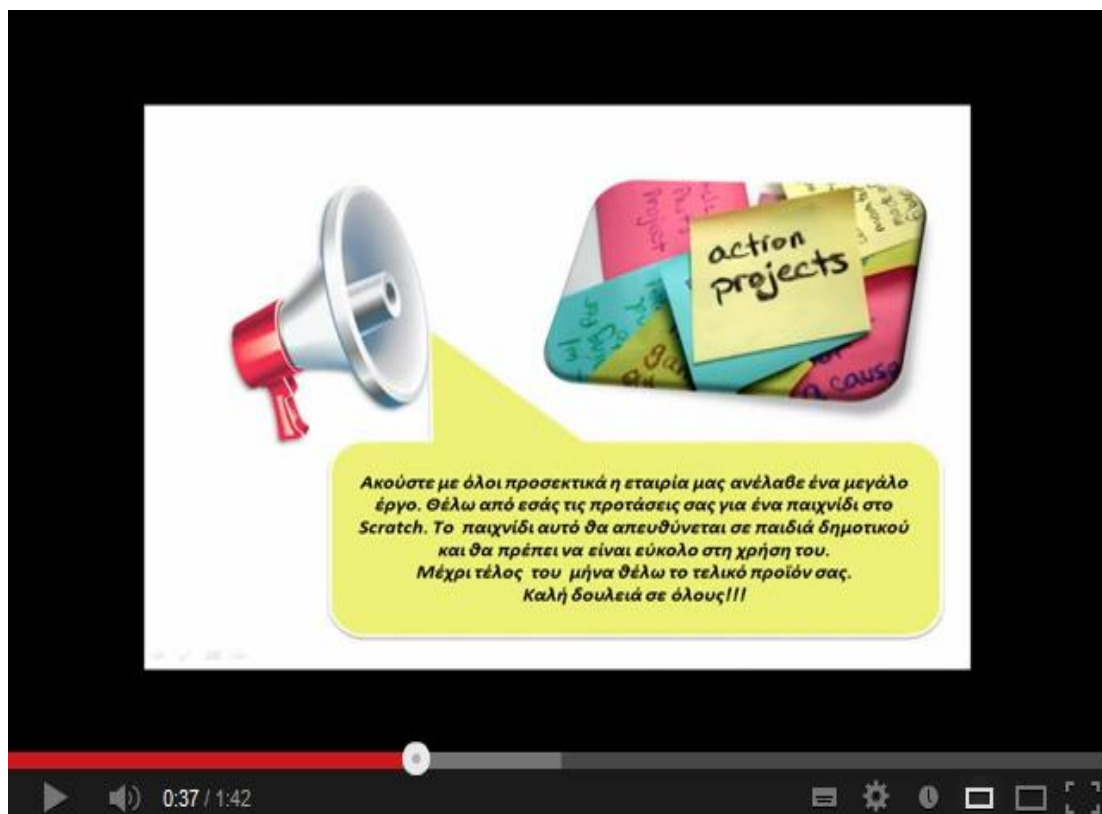 action
projects
Project
a cause
Ακούστε με όλοι προσεκτικά η εταιρία μας ανέλαβε ένα μεγάλο
έργο. Θέλω από εσάς τις προτάσεις σας για ένα παιχνίδι στο
Scratch. Το παιχνίδι αυτό θα απευθύνεται σε παιδιά δημοτικού
και θα πρέπει να είναι εύκολο στη χρήση του.
Μέχρι τέλος του μήνα θέλω το τελικό προϊόν σας.
Καλή δουλειά σε όλους!!!
0:37 / 1:42